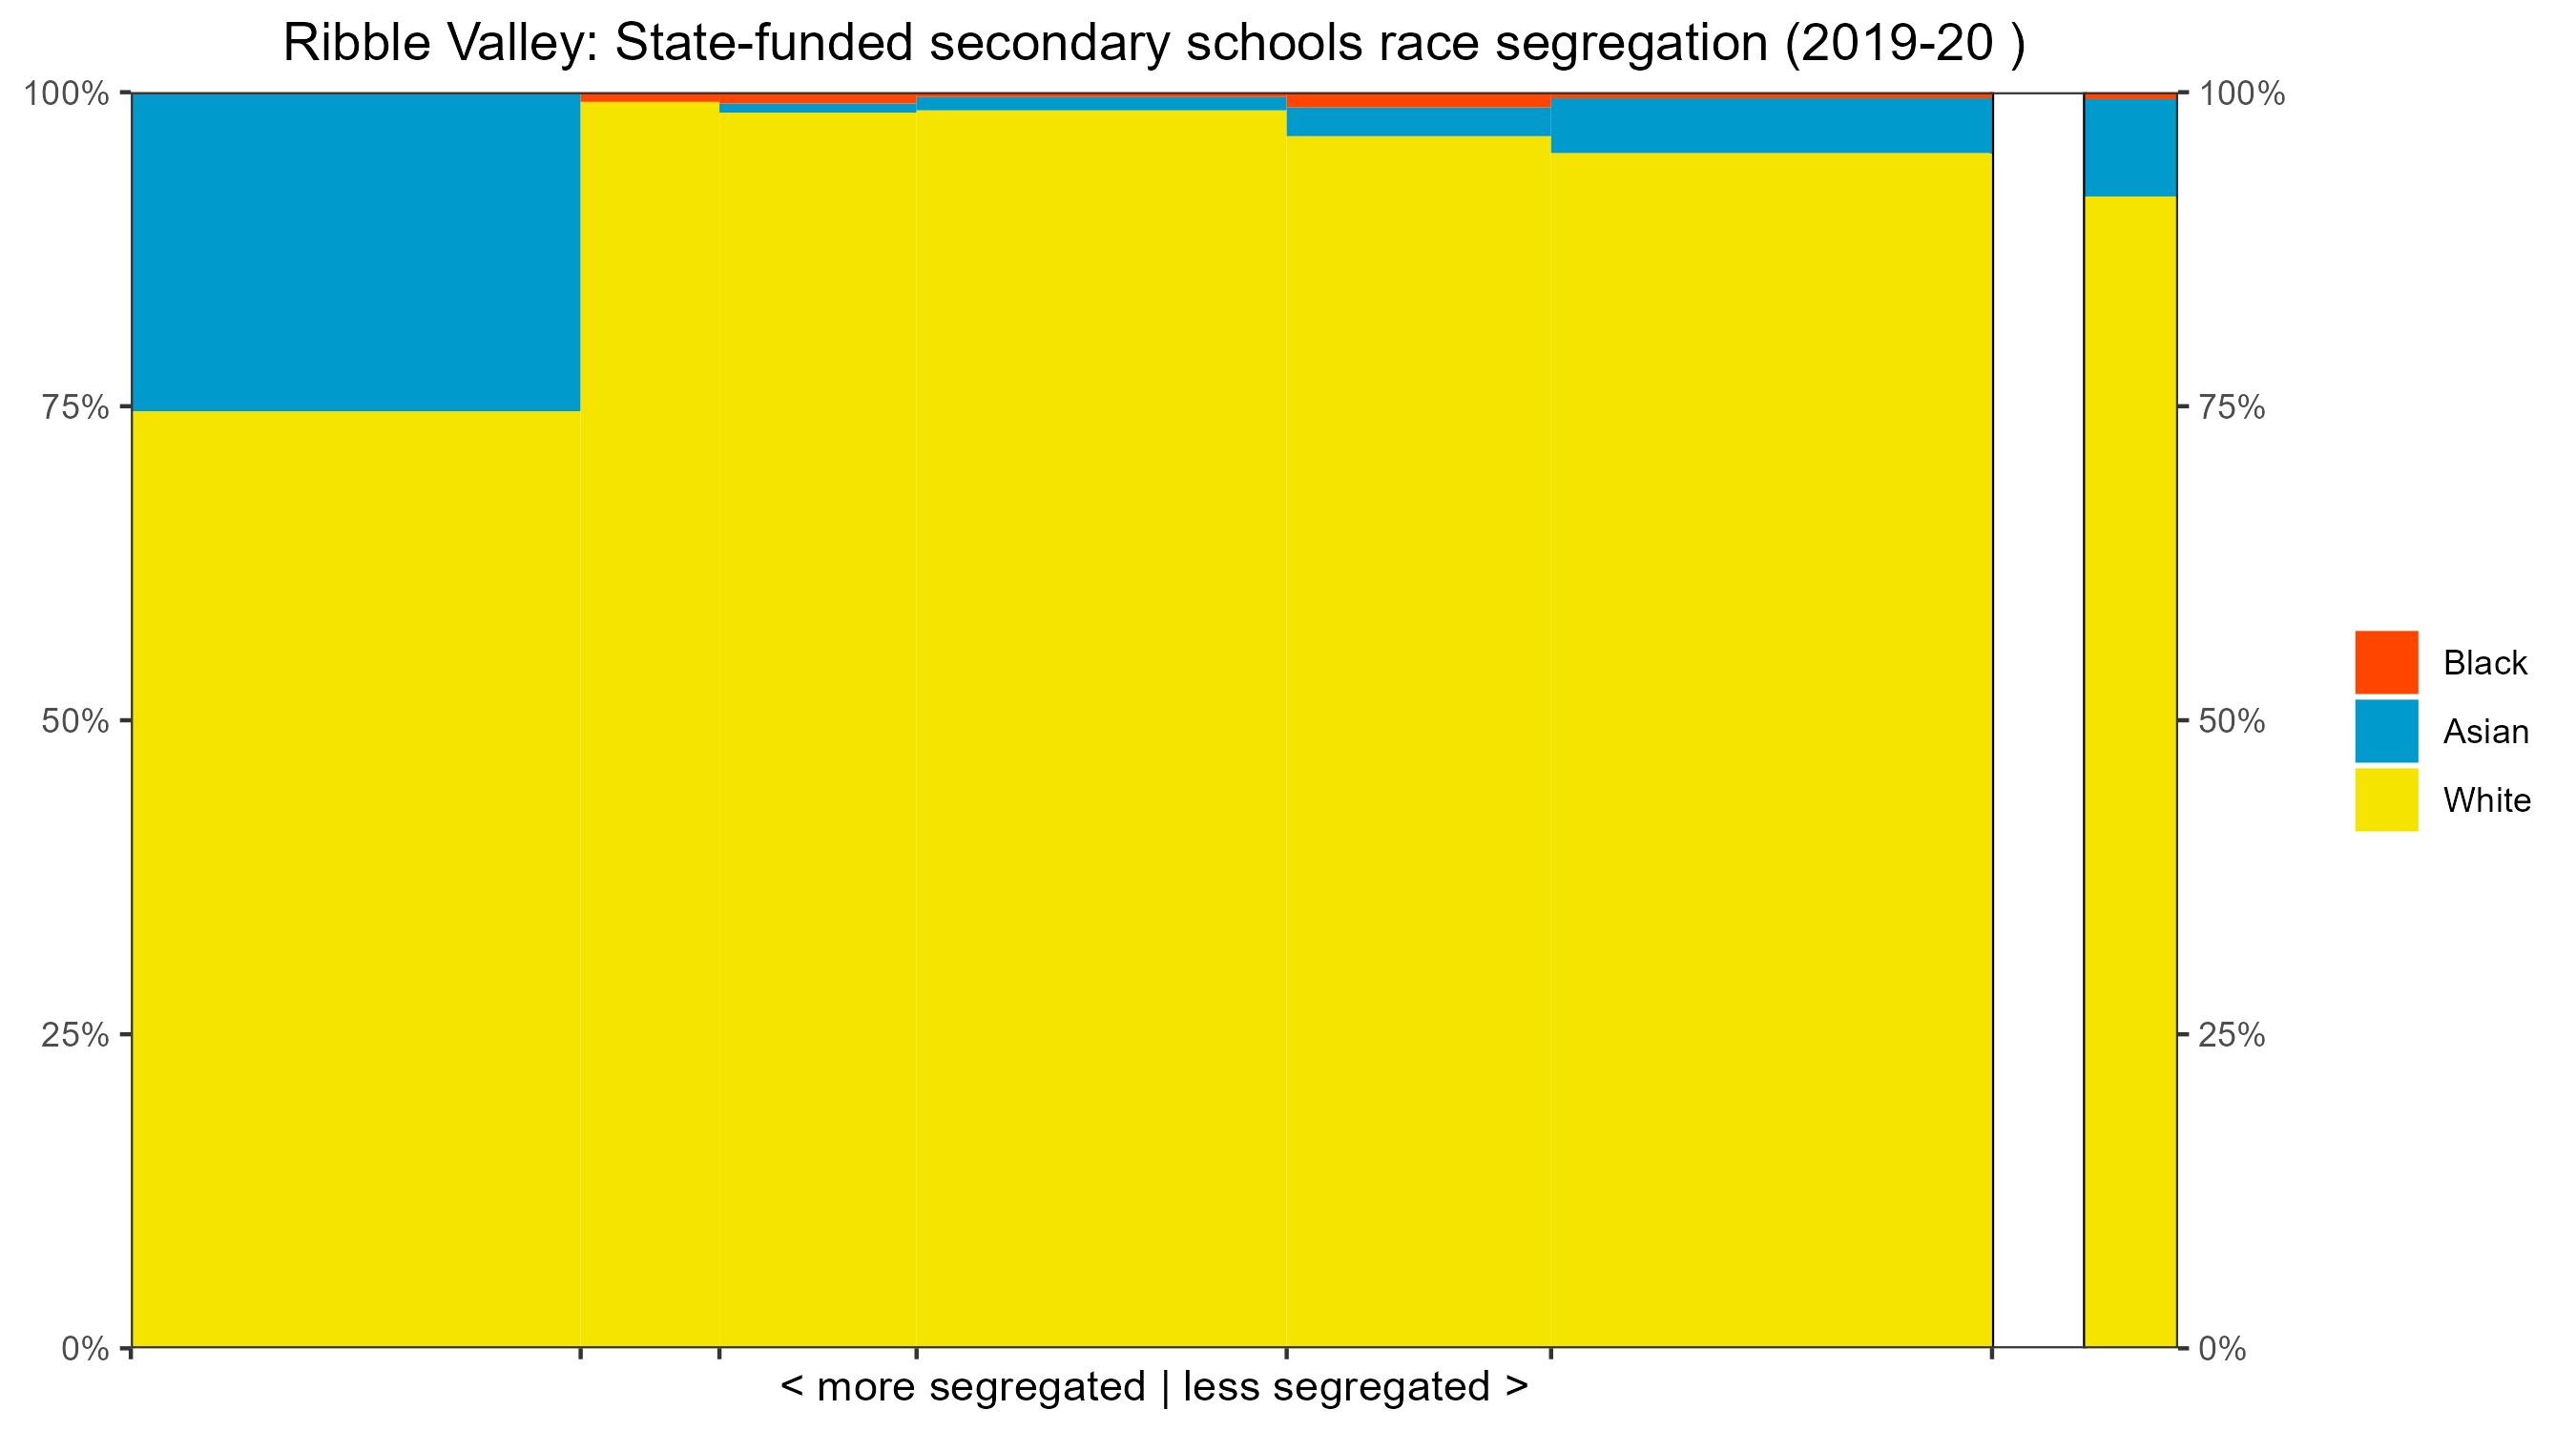 Ribble Valley: State-funded secondary schools race segregation (2019-20 )
100%
75%
50%
25%
0%
100%
75%
50%
25%
0%
Black
Asian
White
< more segregated | less segregated >